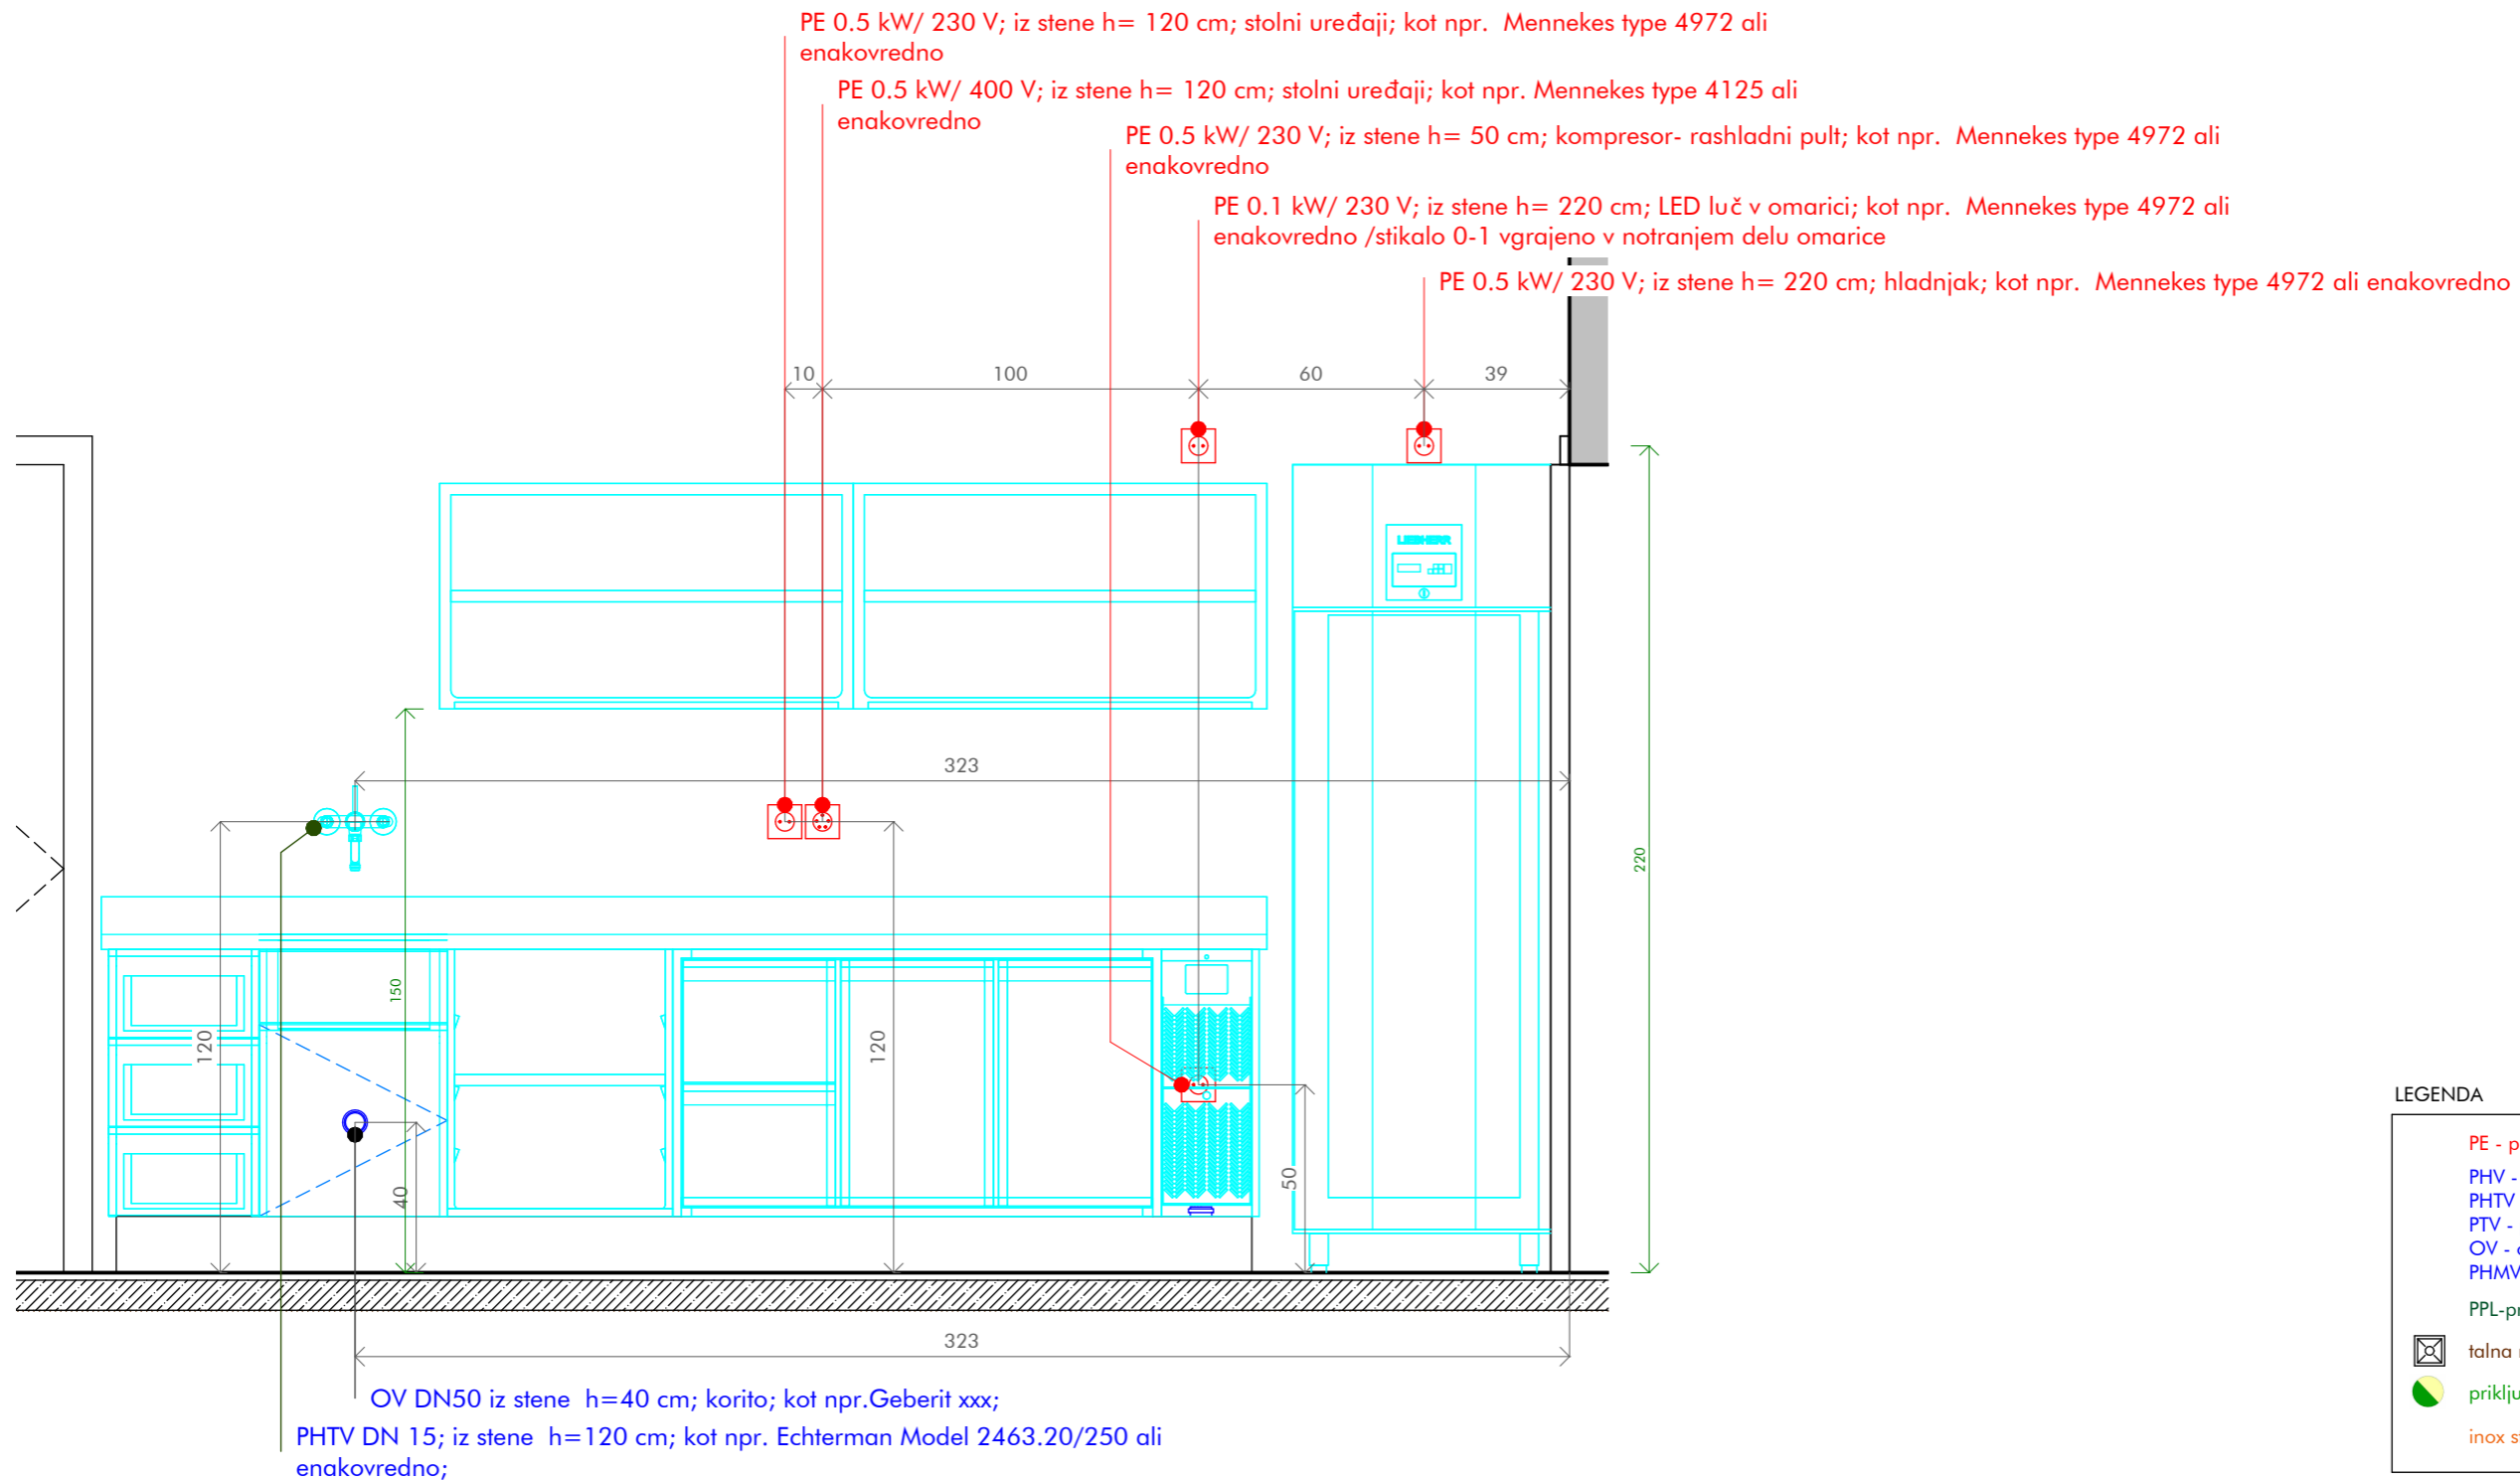 PE 0.5 kW/ 230 V; iz stene h= 120 cm; stolni uređaji; kot npr. Mennekes type 4972 ali
enakovredno
PE 0.5 kW/ 400 V; iz stene h= 120 cm; stolni uređaji; kot npr. Mennekes type 4125 ali
enakovredno
PE 0.5 kW/ 230 V; iz stene h= 50 cm; kompresor- rashladni pult; kot npr. Mennekes type 4972 ali
enakovredno
PE 0.1 kW/ 230 V; iz stene h= 220 cm; LED luč v omarici; kot npr. Mennekes type 4972 ali
enakovredno /stikalo 0-1 vgrajeno v notranjem delu omarice
PE 0.5 kW/ 230 V; iz stene h= 220 cm; hladnjak; kot npr. Mennekes type 4972 ali enakovredno
10
100
60
39
LIEBHERR
323
220
150
120
120
40
50
323
OV DN50 iz stene h=40 cm; korito; kot npr.Geberit xxx;
PHTV DN 15; iz stene h=120 cm; kot npr. Echterman Model 2463.20/250 ali
enakovredno;
LEGENDA
PE - p
PHV -
PHTV
PTV -
OV -
PHMV
PPL-pr
talna
priklju
inox s